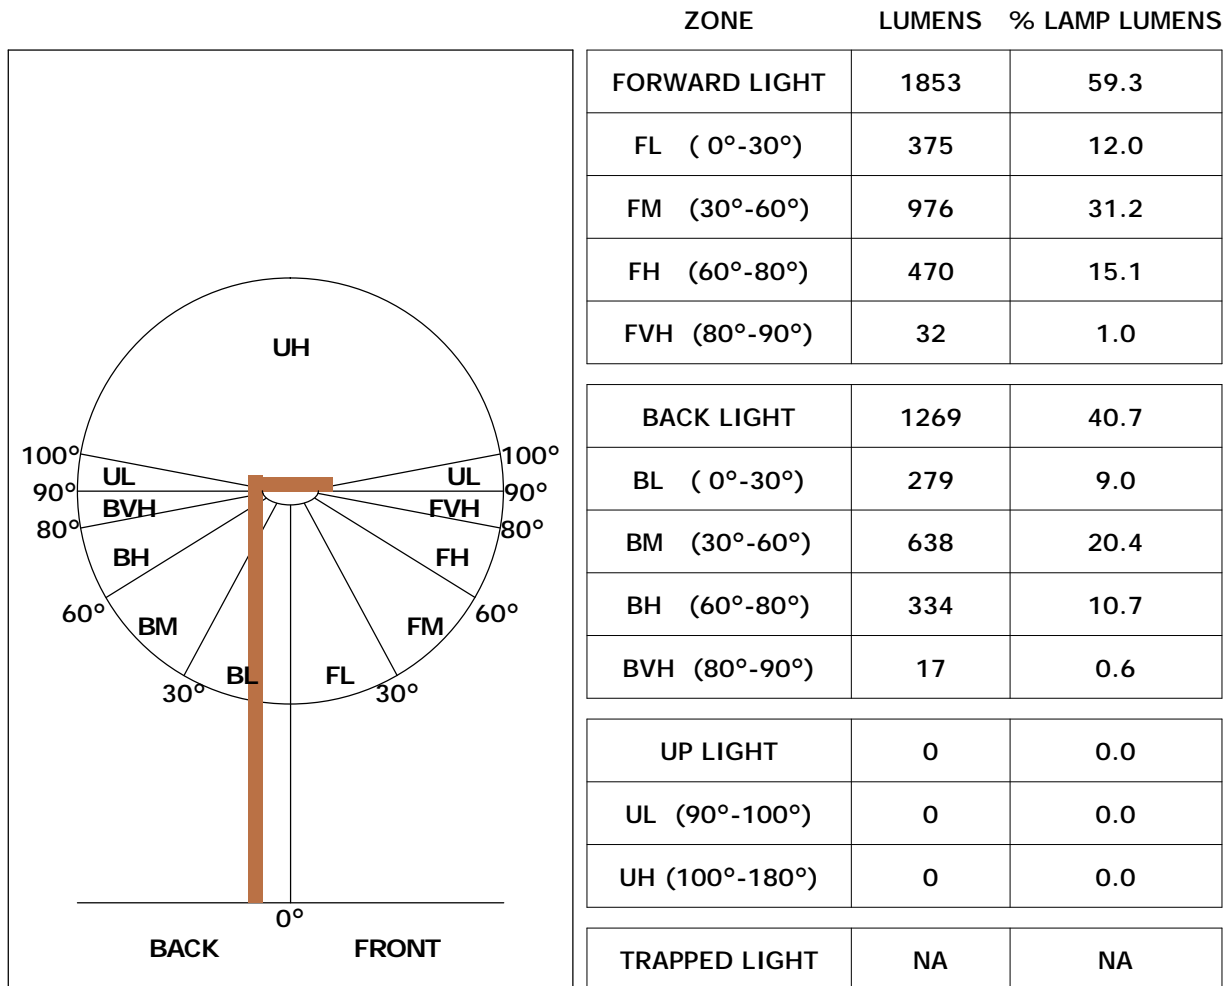 ZONE LUMENS % LAMP LUMENS
FORWARD LIGHT 1853 59.3
FL ( 0°-30°) 375 12.0
FM (30°-60°) 976 31.2
FH (60°-80°) 470 15.1
FVH (80°-90°) 32 1.0
BACK LIGHT 1269 40.7
BL ( 0°-30°) 279 9.0
BM (30°-60°) 638 20.4
BH (60°-80°) 334 10.7
BVH (80°-90°) 17 0.6
UP LIGHT 0 0.0
UL (90°-100°) 0 0.0
UH (100°-180°) 0 0.0
TRAPPED LIGHT NA NA
UH
100° 100°
UL UL
90° 90°
BVH FVH
80° 80°
BH FH
60° 60°
BM FM
BL FL
30° 30°
0°
BACK FRONT